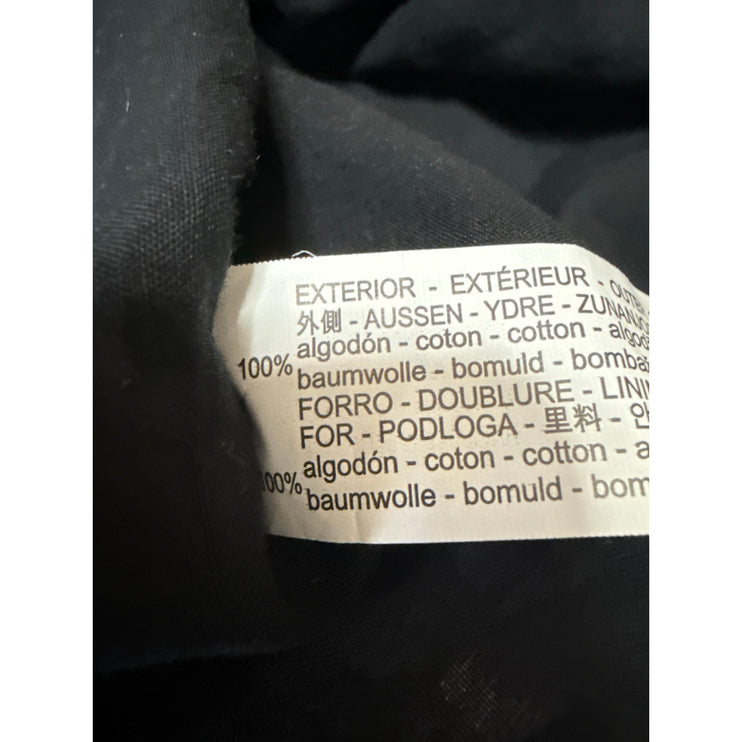 EXTERIOR - EXTÉRIEUR -
外側 - AUSSEN - YDRE -
100% algodón - coton - cotton -
baumwolle - bomuld -
FORRO - DOUBLURE -
FOR - PODLOGA - 里料 -
algodón - coton - cotton -
baumwolle - bomuld -